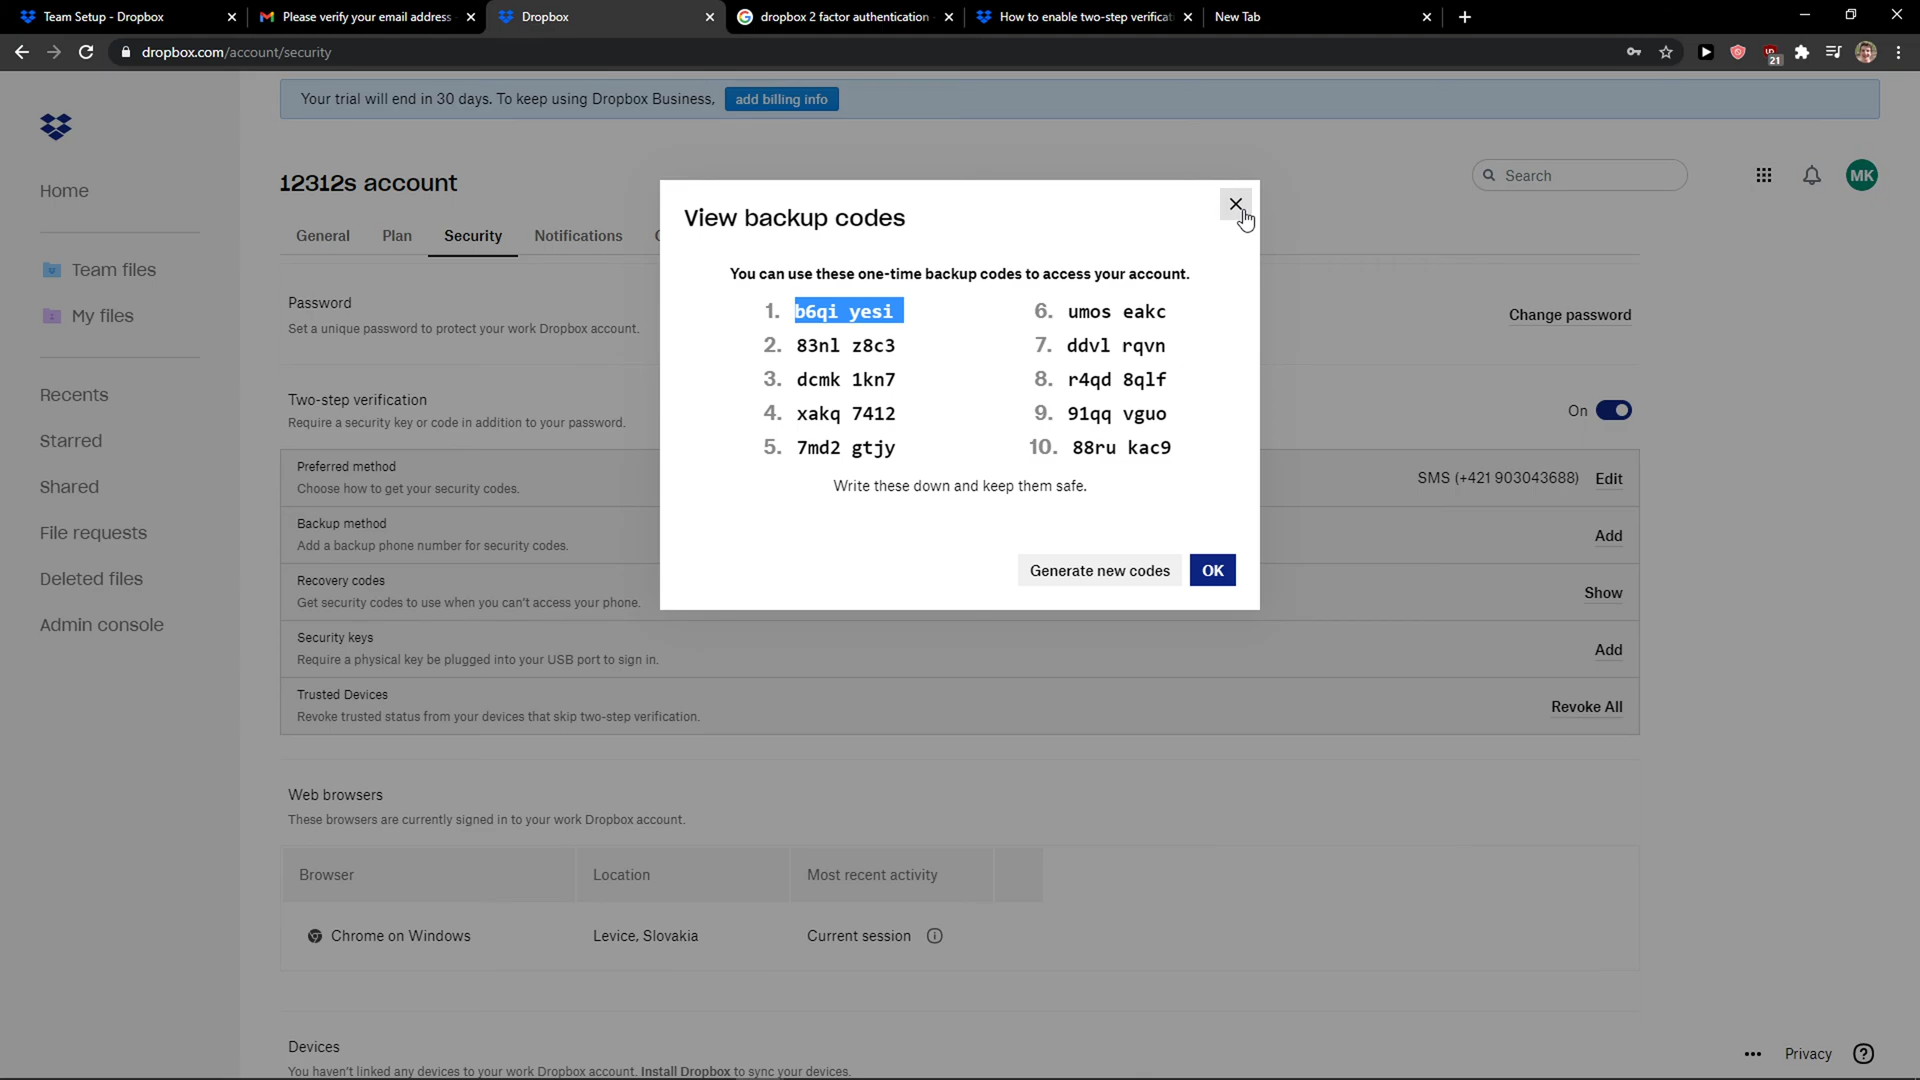 Team Setup - Dropbox
Please verify your email address
Dropbox
dropbox 2 factor authentication
How to enable two-step verificat
New Tab
dropbox.com/account/security
21
Your trial will end in 30 days. To keep using Dropbox Business, add billing info
12312s account
Search
MK
Home
Team files
My files
Recents
Starred
Shared
File requests
Deleted files
Admin console
General Plan Security Notifications
Password
Set a unique password to protect your work Dropbox account.
Change password
Two-step verification
Require a security key or code in addition to your password.
On
Preferred method
Choose how to get your security codes.
SMS (+421 903043688) Edit
Backup method
Add a backup phone number for security codes.
Add
Recovery codes
Get security codes to use when you can't access your phone.
Show
Security keys
Require a physical key be plugged into your USB port to sign in.
Add
Trusted Devices
Revoke trusted status from your devices that skip two-step verification.
Revoke All
View backup codes
You can use these one-time backup codes to access your account.
1. b6qi yesi
2. 83nl z8c3
3. dcmk 1kn7
4. xakq 7412
5. 7md2 gtjy
6. umos eakc
7. ddvl rqvn
8. r4qd 8qlf
9. 91qq vguo
10. 88ru kac9
Write these down and keep them safe.
Generate new codes OK
Web browsers
These browsers are currently signed in to your work Dropbox account.
Browser Location Most recent activity
Chrome on Windows Levice, Slovakia Current session
Devices
You haven't linked any devices to your work Dropbox account. Install Dropbox to sync your devices.
Privacy